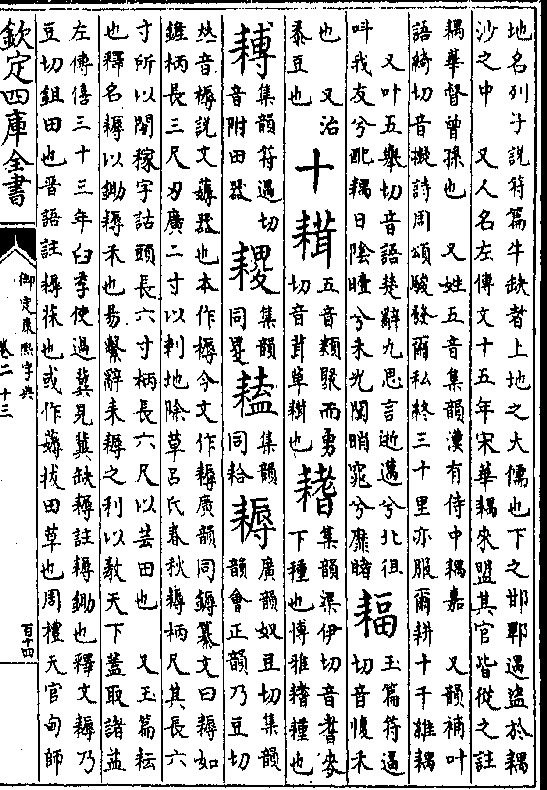 地名列子說符篇牛缺者上地之大儒也下之邯鄲遇盜於耦
沙之中 又人名左傳文十五年宋華耦來盟其官皆從之註
耦華督曾孫也 又姓五音集韻漢有侍中耦嘉 又韻補叶
語綺切音擬詩周頌駿發爾私終三十里亦服爾耕十千維耦
又叶五舉切音語楚辭九思言逝邁兮北徂
叫我友兮配耦日陰曀兮未光闃睄窕兮靡睹
玉篇符逼
切音愎禾
也 又治
黍豆也
十
五音類聚而勇
切音茸草也
集韻渠伊切音耆麥
下種也博雅種也
集韻符遇切
音附田器
集韻
同畟
集韻
同耠
耨
廣韻奴豆切集韻
韻會正韻乃豆切
𠀤音槈說文薅器也本作槈今文作耨廣韻同鎒纂文曰耨如
鏟柄長三尺刃廣二寸以刺地除草呂氏春秋耨柄尺其長六
寸所以閒稼字詁頭長六寸柄長六尺以芸田也 又玉篇耘
也釋名耨以鋤耨禾也易繫辭耒耨之利以敎天下蓋取諸益
左傳僖三十三年臼季使過冀見冀缺耨註耨鋤也釋文耨乃
豆切鉏田也晉語註耨茠也或作薅拔田草也周禮天官甸師
欽定四庫全書
御定康熙字典
卷二十三
百四